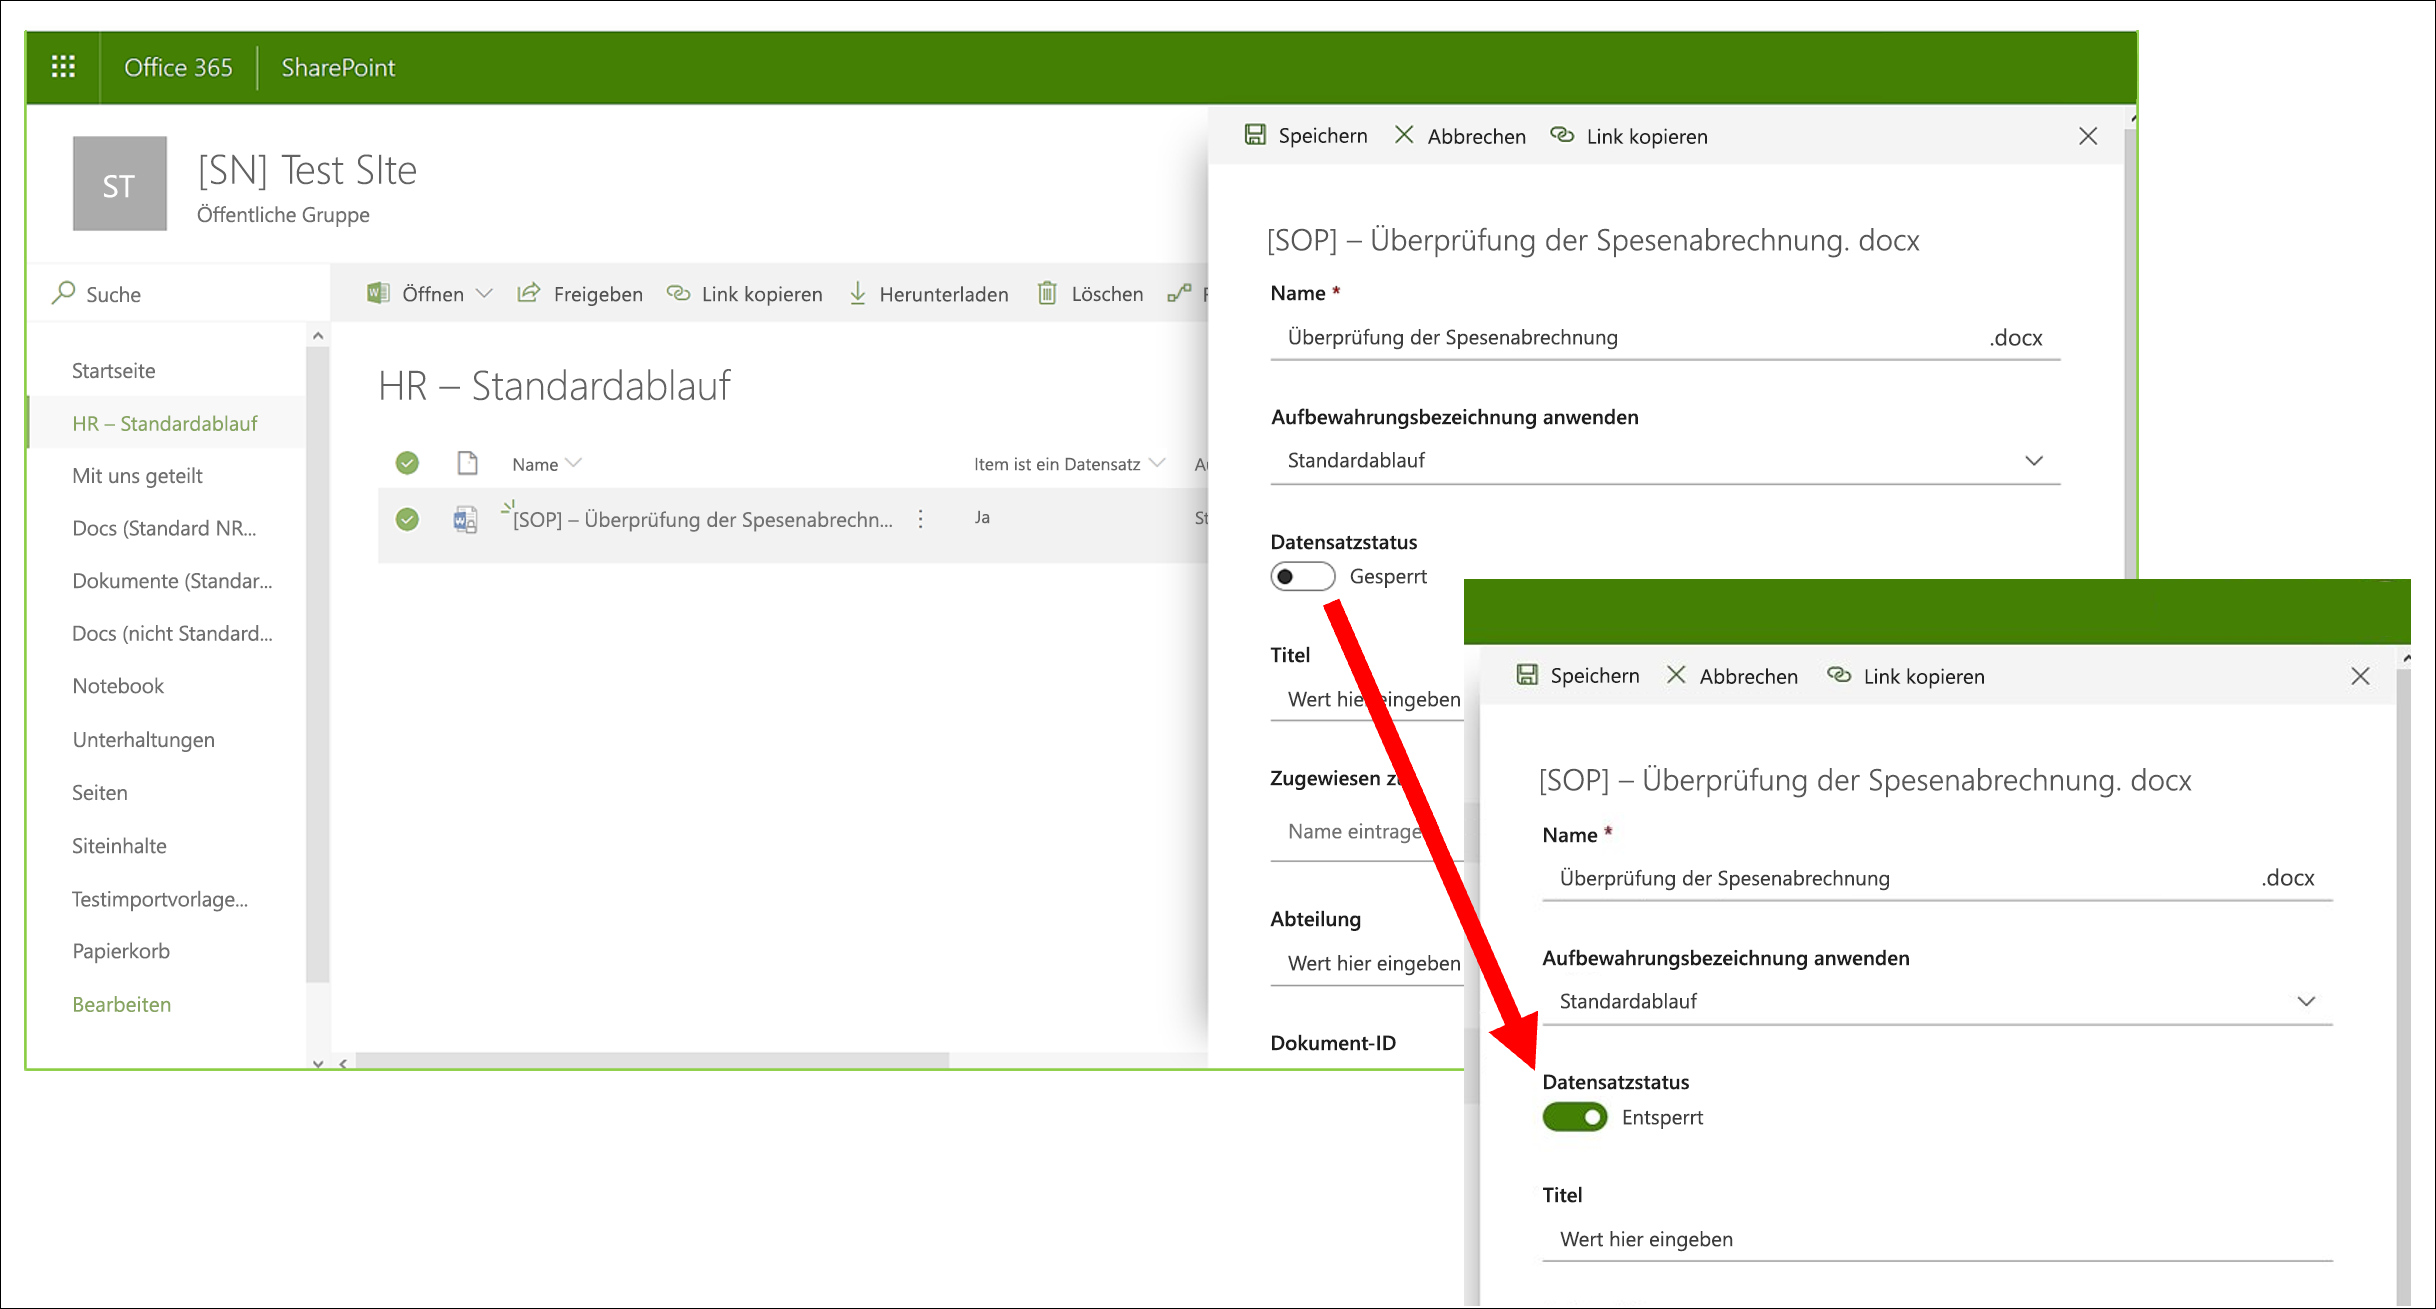 Office 365
SharePoint
ST
[SN] Test SIte
Öffentliche Gruppe
Suche
Öffnen
Freigeben
Link kopieren
Herunterladen
Löschen
Startseite
HR – Standardablauf
Mit uns geteilt
Docs (Standard NR...
Dokumente (Standar...
Docs (nicht Standard...
Notebook
Unterhaltungen
Seiten
Siteinhalte
Testimportvorlage...
Papierkorb
Bearbeiten
HR – Standardablauf
Name
Item ist ein Datensatz
[SOP] – Überprüfung der Spesenabrechn...
Ja
Speichern
Abbrechen
Link kopieren
[SOP] – Überprüfung der Spesenabrechnung. docx
Name *
Überprüfung der Spesenabrechnung
.docx
Aufbewahrungsbezeichnung anwenden
Standardablauf
Datensatzstatus
Gesperrt
Titel
Wert hier eingeben
Zugewiesen
Name eintrage
Abteilung
Wert hier eingeben
Dokument-ID
Speichern
Abbrechen
Link kopieren
[SOP] – Überprüfung der Spesenabrechnung. docx
Name *
Überprüfung der Spesenabrechnung
.docx
Aufbewahrungsbezeichnung anwenden
Standardablauf
Datensatzstatus
Entsperrt
Titel
Wert hier eingeben